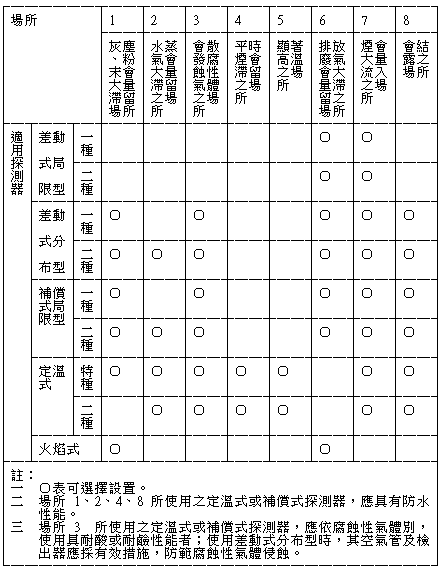 場所 1 2 3 4 5 6 7 8
灰塵、粉末會大量滯留場所
水蒸氣會大量滯留之場所
會散發腐蝕性氣體之場所
平時煙會滯留之場所
顯著高溫之場所
排放廢氣會大量滯留之場所
煙會大量流入之場所
會結露之場所
適用探測器
差動式局限型 一種 ○ ○
二種 ○ ○
差動式分布型 一種 ○ ○ ○ ○ ○
二種 ○ ○ ○ ○ ○ ○
補償式局限型 一種 ○ ○ ○ ○ ○
二種 ○ ○ ○ ○ ○ ○
定溫式 特種 ○ ○ ○ ○ ○ ○ ○
二種 ○ ○ ○ ○ ○ ○
火焰式 ○ ○
註：
一 ○表可選擇設置。
二 場所 1、2、4、8 所使用之定溫式或補償式探測器，應具有防水
性能。
三 場所 3 所使用之定溫式或補償式探測器，應依腐蝕性氣體別，
使用具耐酸或耐鹼性能者；使用差動式分布型時，其空氣管及檢
出器應採有效措施，防範腐蝕性氣體侵蝕。